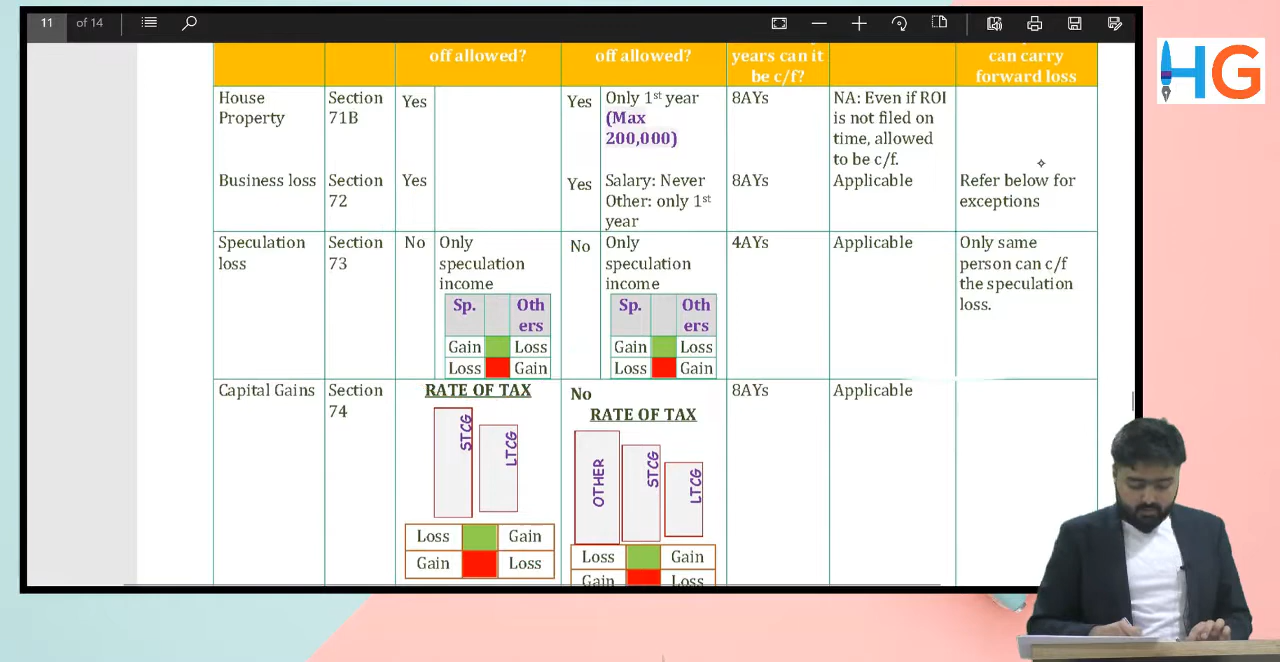 11 of 14
HG
off allowed?
off allowed?
years can it
be c/f?
can carry
forward loss
House
Property
Section
71B
Yes
Yes
Only 1st year
(Max
200,000)
8AYs
NA: Even if ROI
is not filed on
time, allowed
to be c/f.
Business loss
Section
72
Yes
Yes
Salary: Never
Other: only 1st
year
8AYs
Applicable
Refer below for
exceptions
Speculation
loss
Section
73
No
Only
speculation
income
Sp.
Oth
ers
Gain
Loss
Loss
Gain
No
Only
speculation
income
Sp.
Oth
ers
Gain
Loss
Loss
Gain
4AYs
Applicable
Only same
person can c/f
the speculation
loss.
Capital Gains
Section
74
RATE OF TAX
STCG
LTCG
Loss
Gain
Gain
Loss
No
RATE OF TAX
OTHER
STCG
LTCG
Loss
Gain
Gain
Loss
8AYs
Applicable